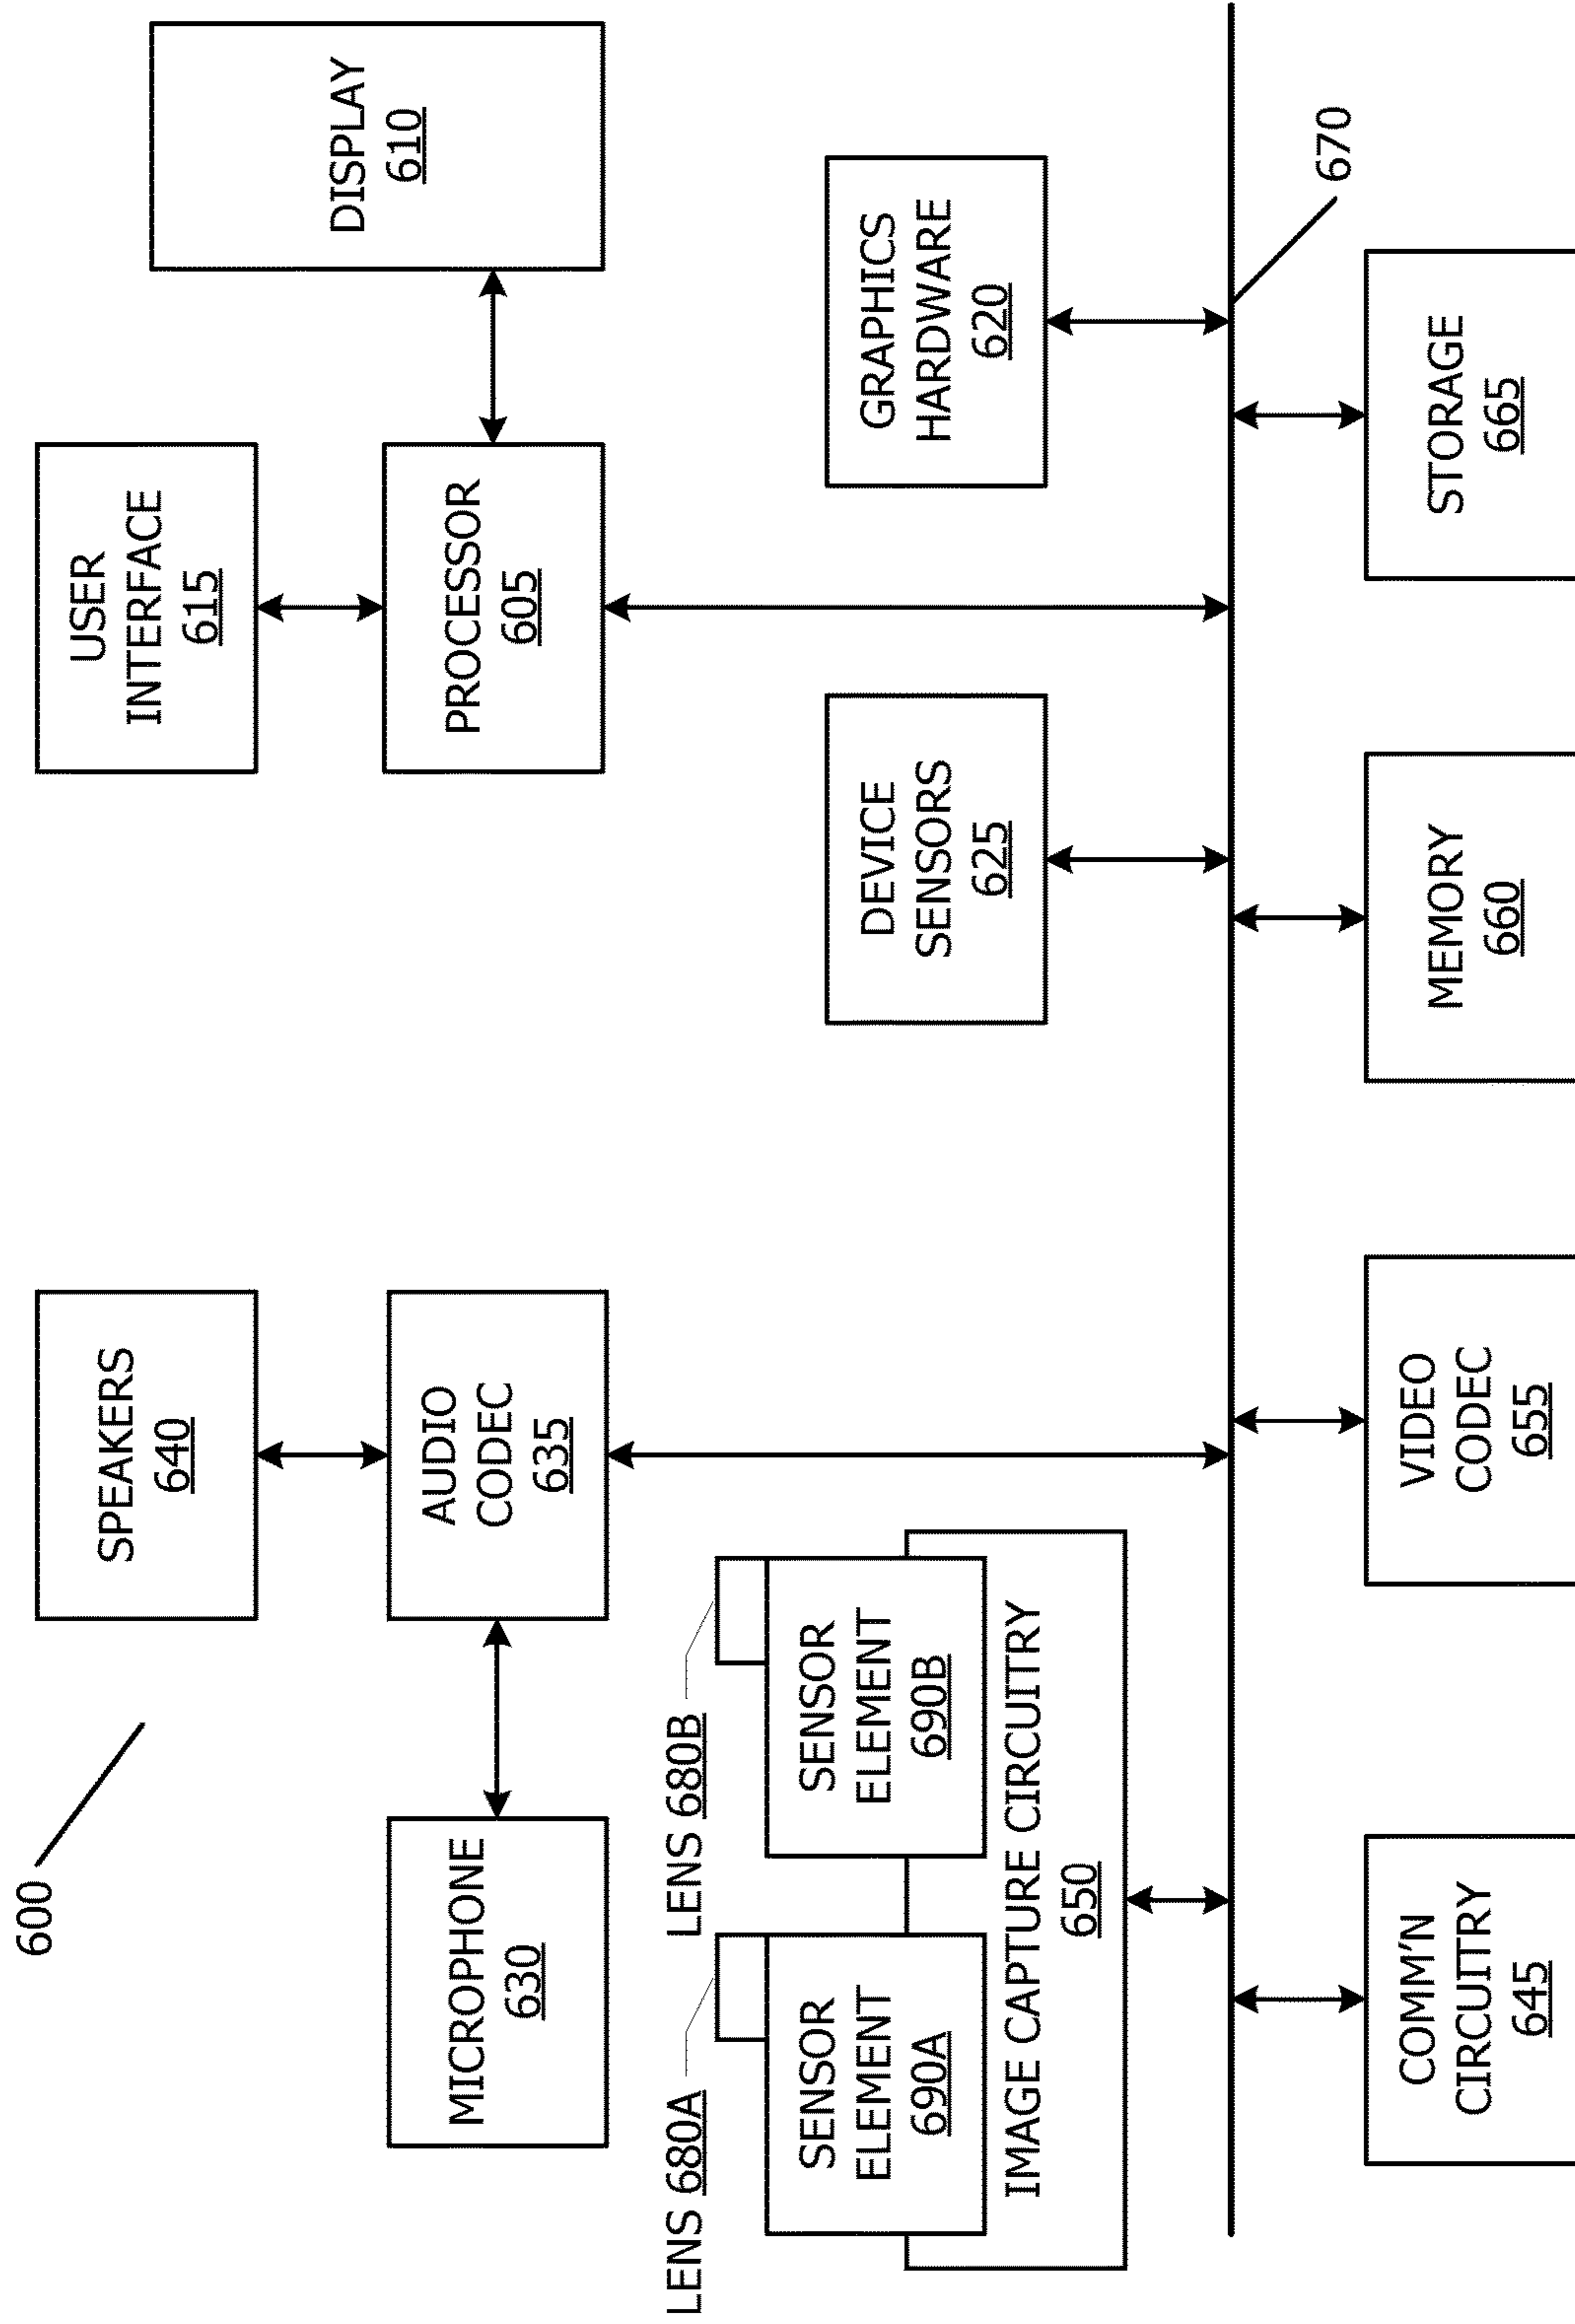 600
SPEAKERS
640
USER
INTERFACE
615
MICROPHONE
630
AUDIO
CODEC
635
PROCESSOR
605
DISPLAY
610
LENS 680A
LENS 680B
SENSOR
ELEMENT
690A
SENSOR
ELEMENT
690B
IMAGE CAPTURE CIRCUITRY
650
DEVICE
SENSORS
625
GRAPHICS
HARDWARE
620
670
COMM'N
CIRCUITRY
645
VIDEO
CODEC
655
MEMORY
660
STORAGE
665